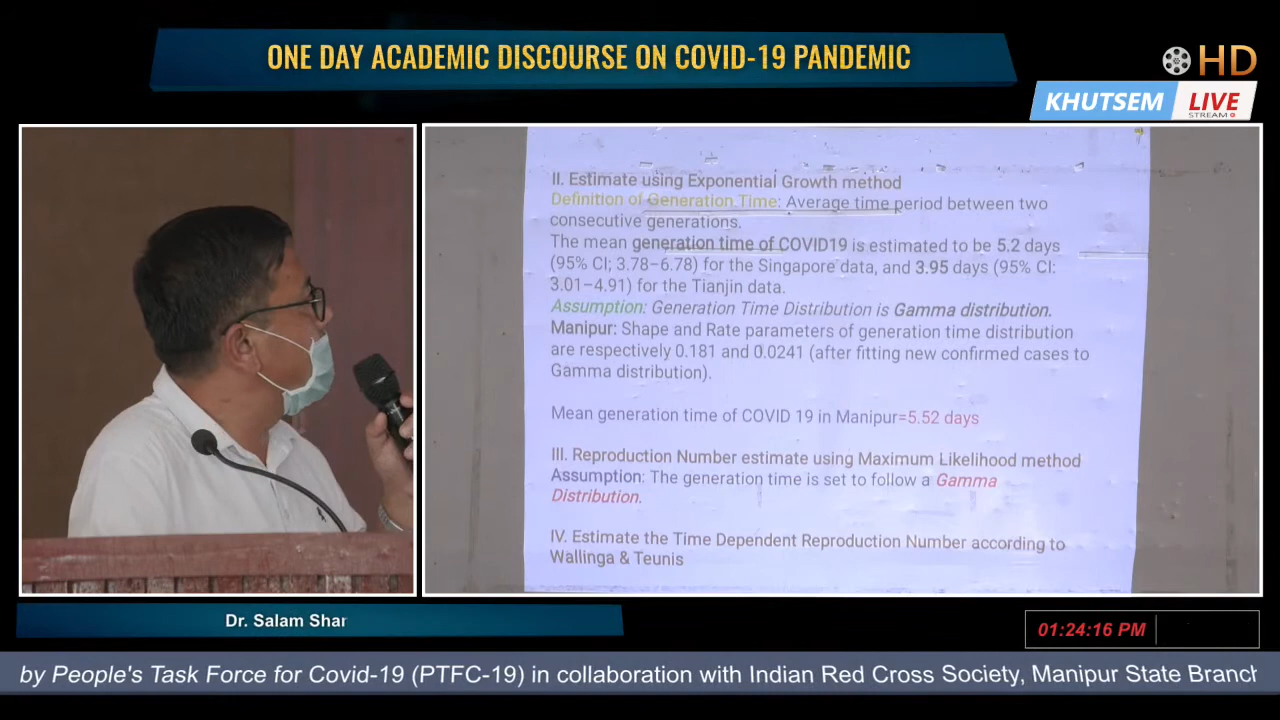 ONE DAY ACADEMIC DISCOURSE ON COVID-19 PANDEMIC
HD
KHUTSEM LIVE
STREAM
II. Estimate using Exponential Growth method
Definition of Generation Time: Average time period between two
consecutive generations.
The mean generation time of COVID19 is estimated to be 5.2 days
(95% CI; 3.78–6.78) for the Singapore data, and 3.95 days (95% CI:
3.01–4.91) for the Tianjin data.
Assumption: Generation Time Distribution is Gamma distribution.
Manipur: Shape and Rate parameters of generation time distribution
are respectively 0.181 and 0.0241 (after fitting new confirmed cases to
Gamma distribution).
Mean generation time of COVID 19 in Manipur=5.52 days
III. Reproduction Number estimate using Maximum Likelihood method
Assumption: The generation time is set to follow a Gamma
Distribution.
IV. Estimate the Time Dependent Reproduction Number according to
Wallinga & Teunis
Dr. Salam Shar
01:24:16 PM
by People's Task Force for Covid-19 (PTFC-19) in collaboration with Indian Red Cross Society, Manipur State Branch